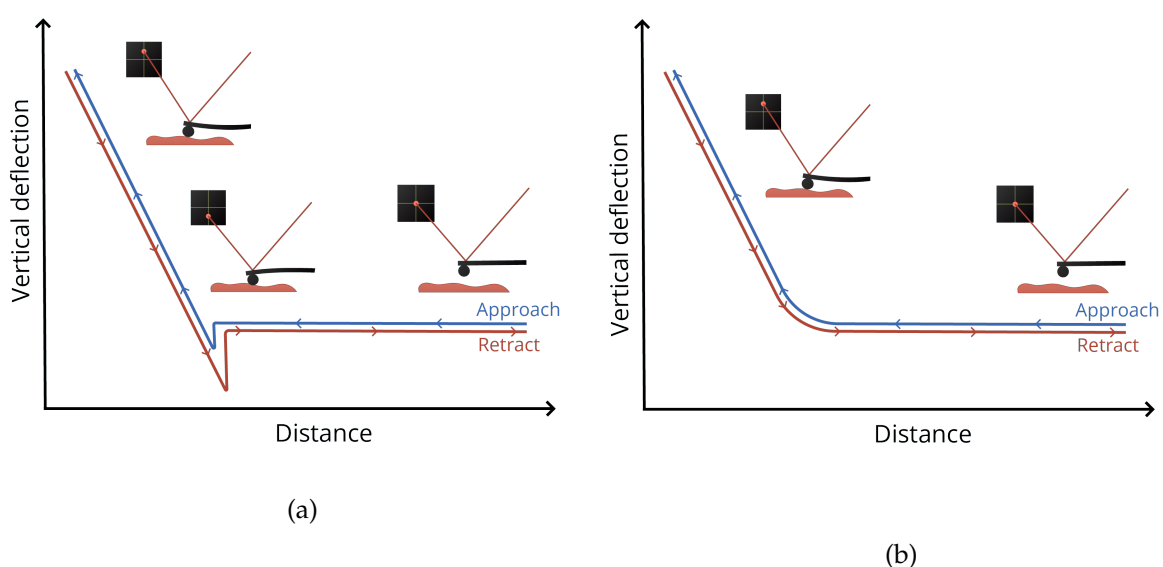 Vertical deflection
Approach
Retract
Distance
(a)
Vertical deflection
Approach
Retract
Distance
(b)